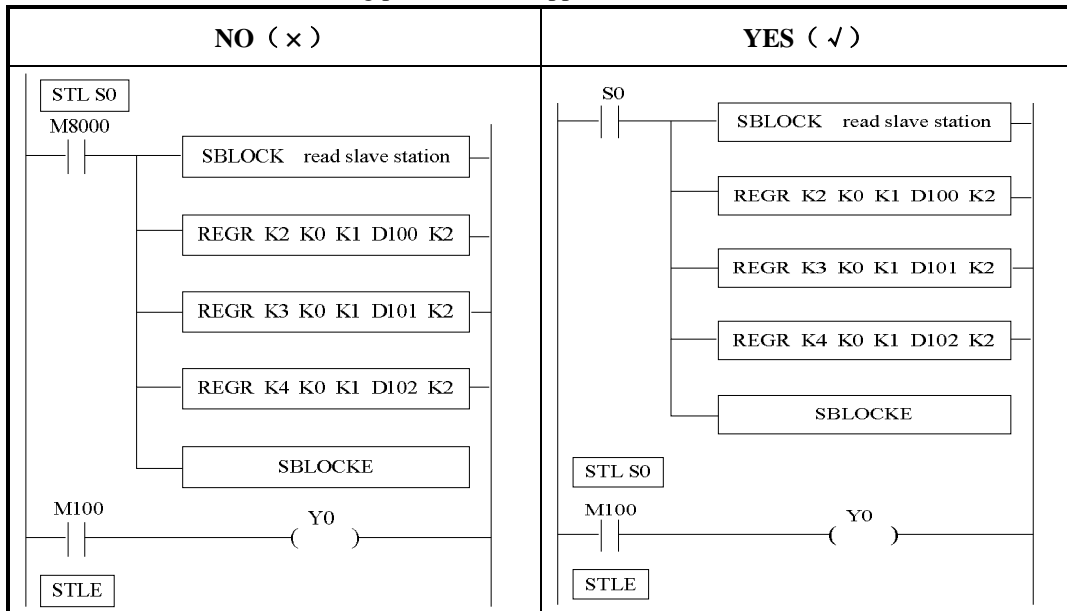 NO（×）
STL S0
M8000
SBLOCK read slave station
REGR K2 K0 K1 D100 K2
REGR K3 K0 K1 D101 K2
REGR K4 K0 K1 D102 K2
SBLOCKE
M100
Y0
STLE
YES（√）
S0
SBLOCK read slave station
REGR K2 K0 K1 D100 K2
REGR K3 K0 K1 D101 K2
REGR K4 K0 K1 D102 K2
SBLOCKE
STL S0
M100
Y0
STLE